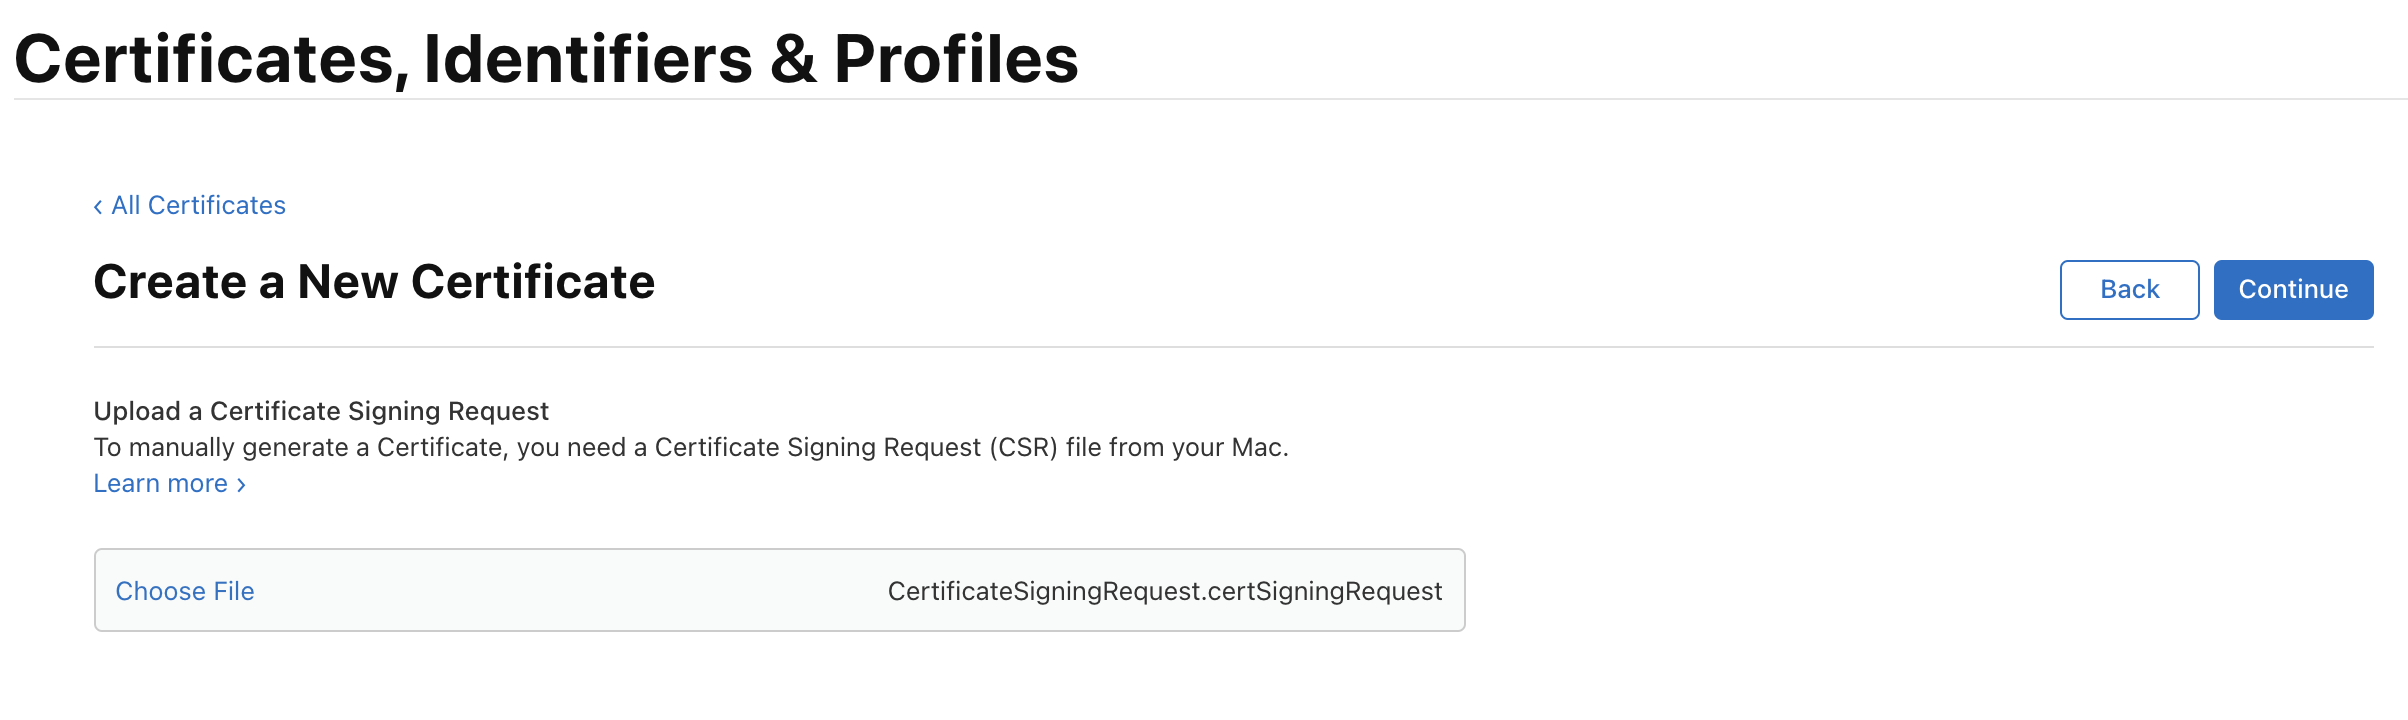 Certificates, Identifiers & Profiles
‹ All Certificates
Create a New Certificate
Back
Continue
Upload a Certificate Signing Request
To manually generate a Certificate, you need a Certificate Signing Request (CSR) file from your Mac.
Learn more ›
Choose File
CertificateSigningRequest.certSigningRequest